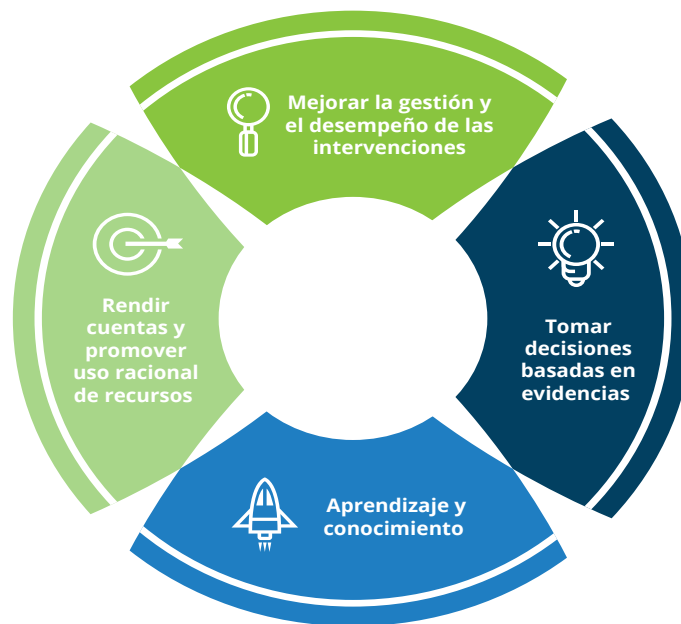 Mejorar la gestión y
el desempeño de las
intervenciones
Tomar
decisiones
basadas en
evidencias
Aprendizaje y
conocimiento
Rendir
cuentas y
promover
uso racional
de recursos